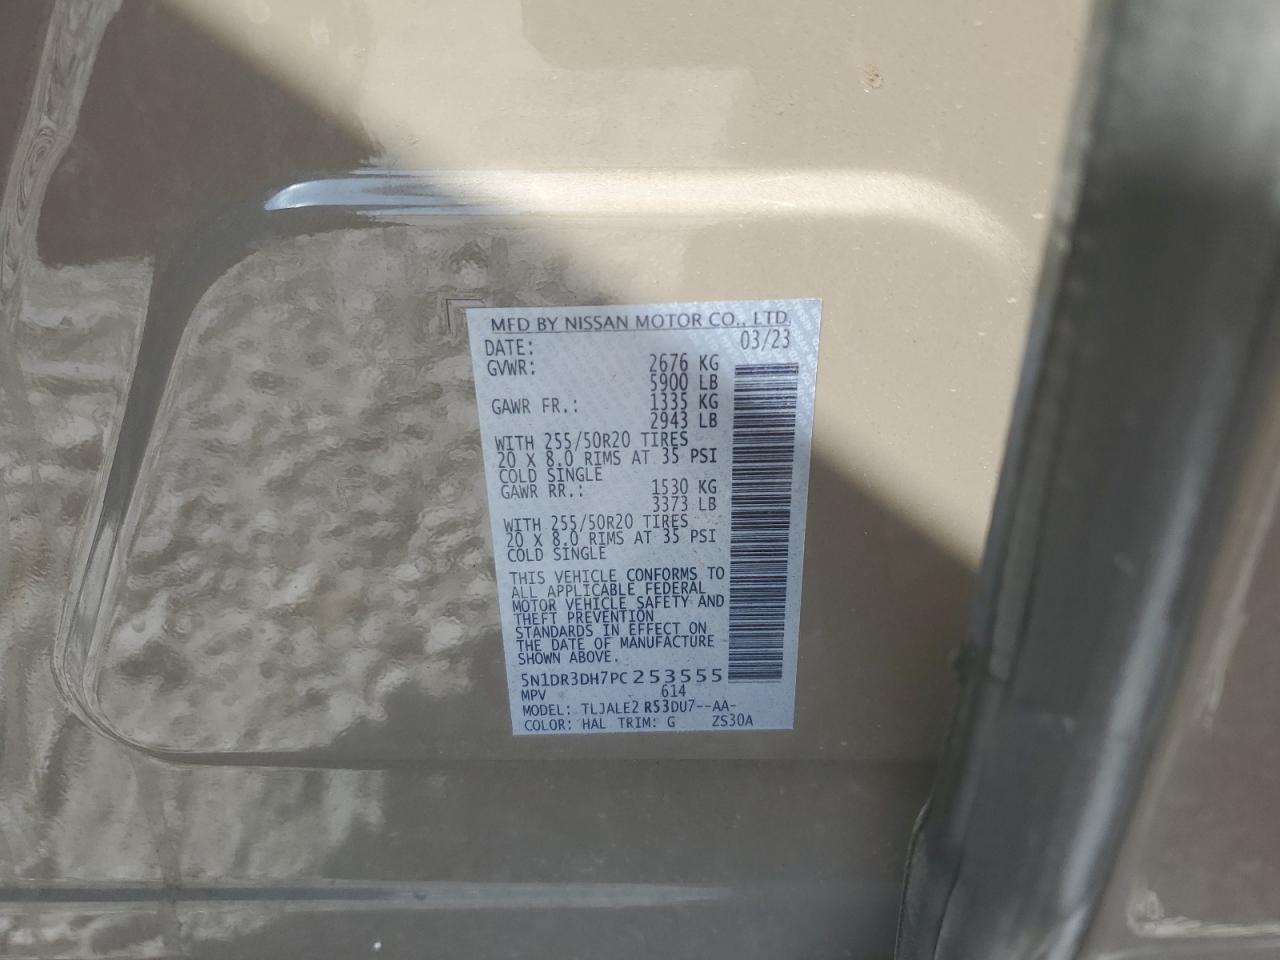 MFD BY NISSAN MOTOR CO., LTD.
DATE: 03/23
GVWR: 2676 KG
5900 LB
GAWR FR.: 1335 KG
2943 LB
WITH 255/50R20 TIRES
20 X 8.0 RIMS AT 35 PSI
COLD SINGLE
GAWR RR.: 1530 KG
3373 LB
WITH 255/50R20 TIRES
20 X 8.0 RIMS AT 35 PSI
COLD SINGLE
THIS VEHICLE CONFORMS TO
ALL APPLICABLE FEDERAL
MOTOR VEHICLE SAFETY AND
THEFT PREVENTION
STANDARDS IN EFFECT ON
THE DATE OF MANUFACTURE
SHOWN ABOVE.
5N1DR3DH7PC253555
MPV 614
MODEL: TLJALE2 R53DU7--AA-
COLOR: HAL TRIM: G ZS30A